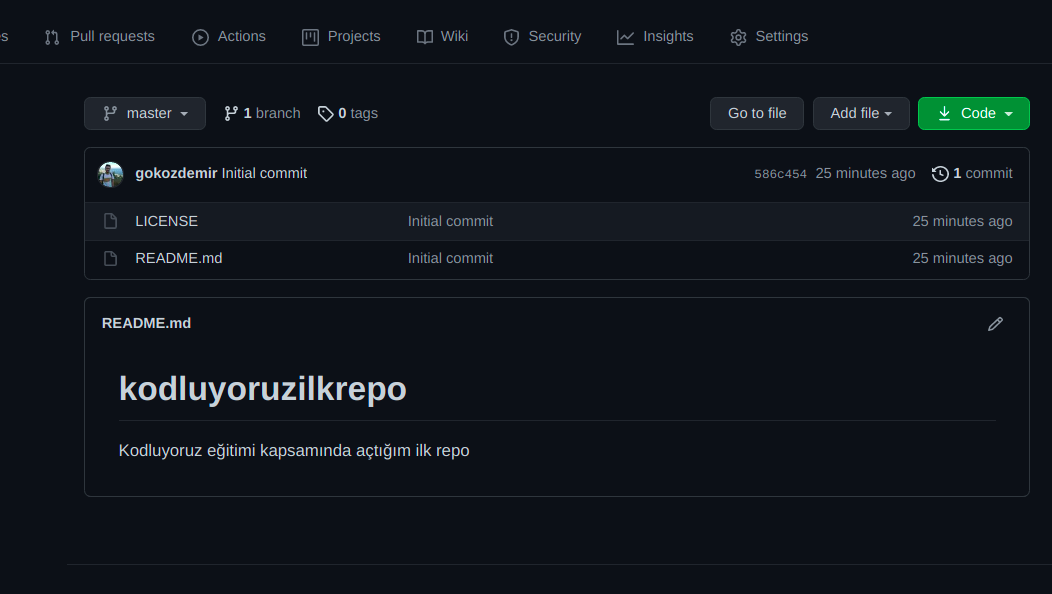 s Pull requests Actions Projects Wiki Security Insights Settings
master 1 branch 0 tags Go to file Add file Code
gokozdemir Initial commit 586c454 25 minutes ago 1 commit
LICENSE Initial commit 25 minutes ago
README.md Initial commit 25 minutes ago
README.md
kodluyoruzilkrepo
Kodluyoruz eğitimi kapsamında açtığım ilk repo